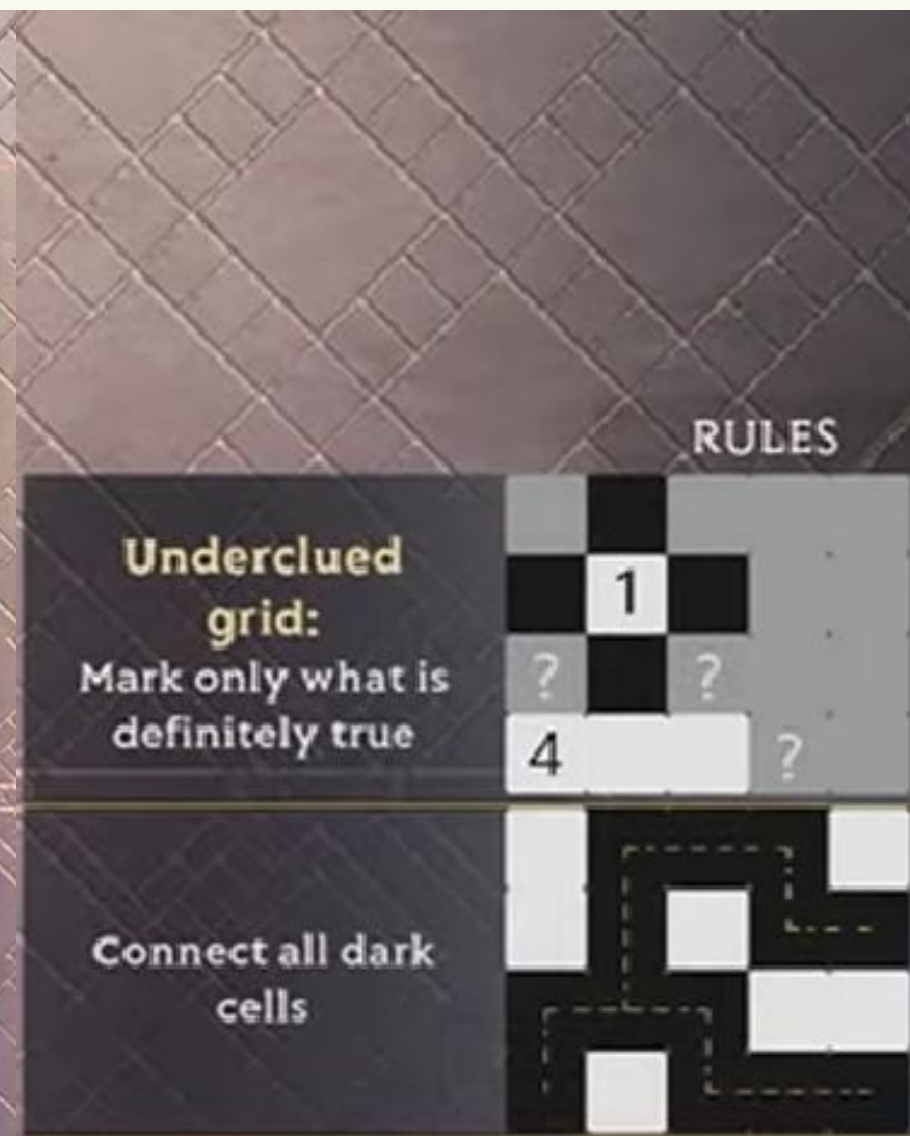 RULES
Underclued
grid:
Mark only what is
definitely true
1
? ?
4 ?
Connect all dark
cells